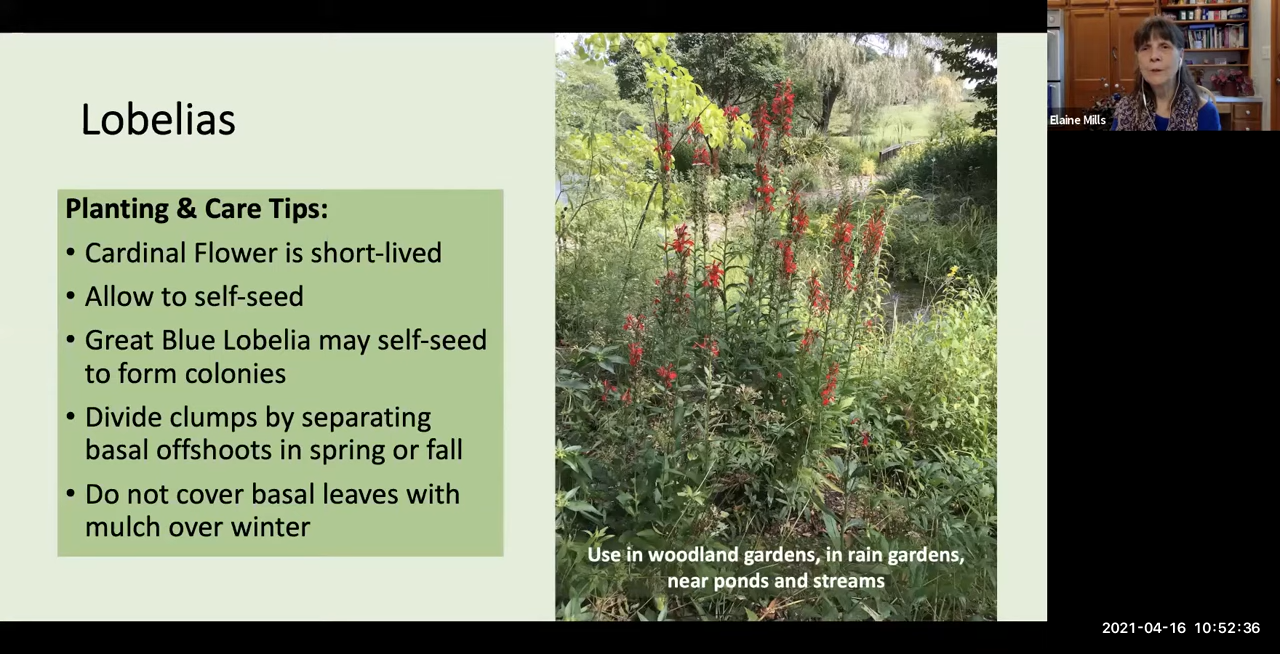 Lobelias
Planting & Care Tips:
• Cardinal Flower is short-lived
• Allow to self-seed
• Great Blue Lobelia may self-seed
to form colonies
• Divide clumps by separating
basal offshoots in spring or fall
• Do not cover basal leaves with
mulch over winter
Use in woodland gardens, in rain gardens,
near ponds and streams
Elaine Mills
2021-04-16 10:52:36